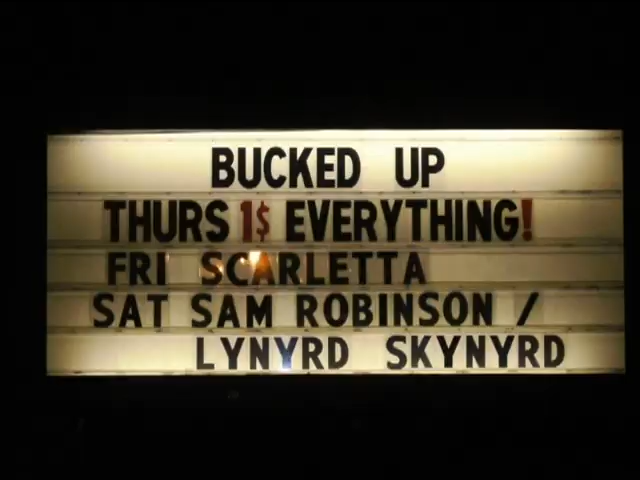 BUCKED UP
THURS 1$ EVERYTHING!
FRI SCARLETTA
SAT SAM ROBINSON /
LYNYRD SKYNYRD